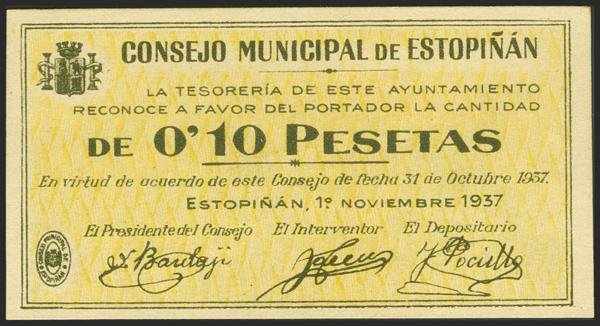 CONSEJO MUNICIPAL DE ESTOPIÑÁN
LA TESORERÍA DE ESTE AYUNTAMIENTO
RECONOCE A FAVOR DEL PORTADOR LA CANTIDAD
DE 0'10 PESETAS
En virtud de acuerdo de este Consejo de fecha 31 de Octubre 1937.
ESTOPIÑÁN, 1º NOVIEMBRE 1937
El Presidente del Consejo El Interventor El Depositario